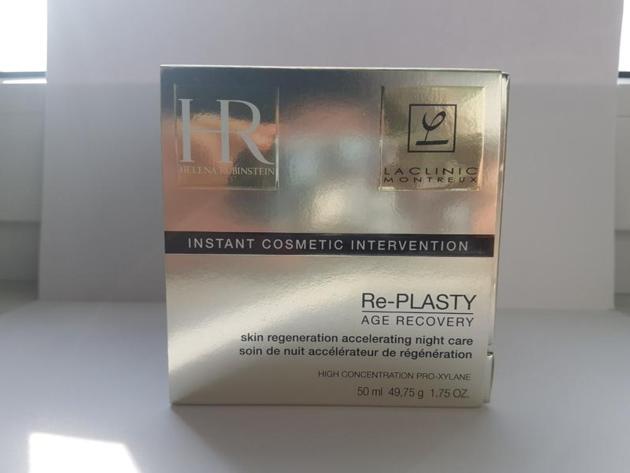 HR
HELENA RUBINSTEIN
LACLINIC
MONTREUX
INSTANT COSMETIC INTERVENTION
Re-PLASTY
AGE RECOVERY
skin regeneration accelerating night care
soin de nuit accélérateur de régénération
HIGH CONCENTRATION PRO-XYLANE
50 ml 49,75 g 1.75 OZ.